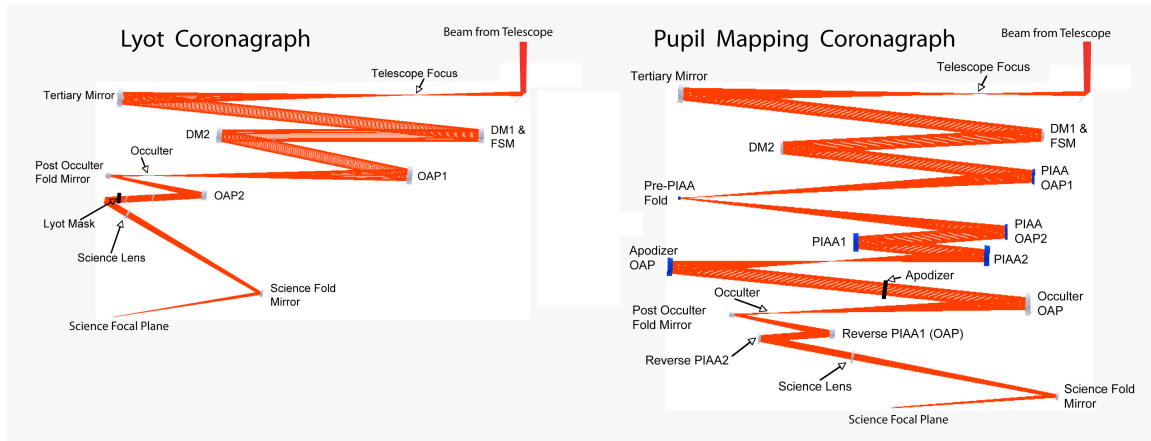 Lyot Coronagraph
Beam from Telescope
Telescope Focus
Tertiary Mirror
DM2
DM1 &
FSM
Occulter
Post Occulter
Fold Mirror
OAP1
OAP2
Lyot Mask
Science Lens
Science Fold
Mirror
Science Focal Plane
Pupil Mapping Coronagraph
Beam from Telescope
Telescope Focus
Tertiary Mirror
DM1 &
FSM
DM2
PIAA
OAP1
Pre-PIAA
Fold
PIAA
OAP2
PIAA1
PIAA2
Apodizer
OAP
Apodizer
Occulter
Occulter
OAP
Post Occulter
Fold Mirror
Reverse PIAA1 (OAP)
Reverse PIAA2
Science Lens
Science Fold
Mirror
Science Focal Plane